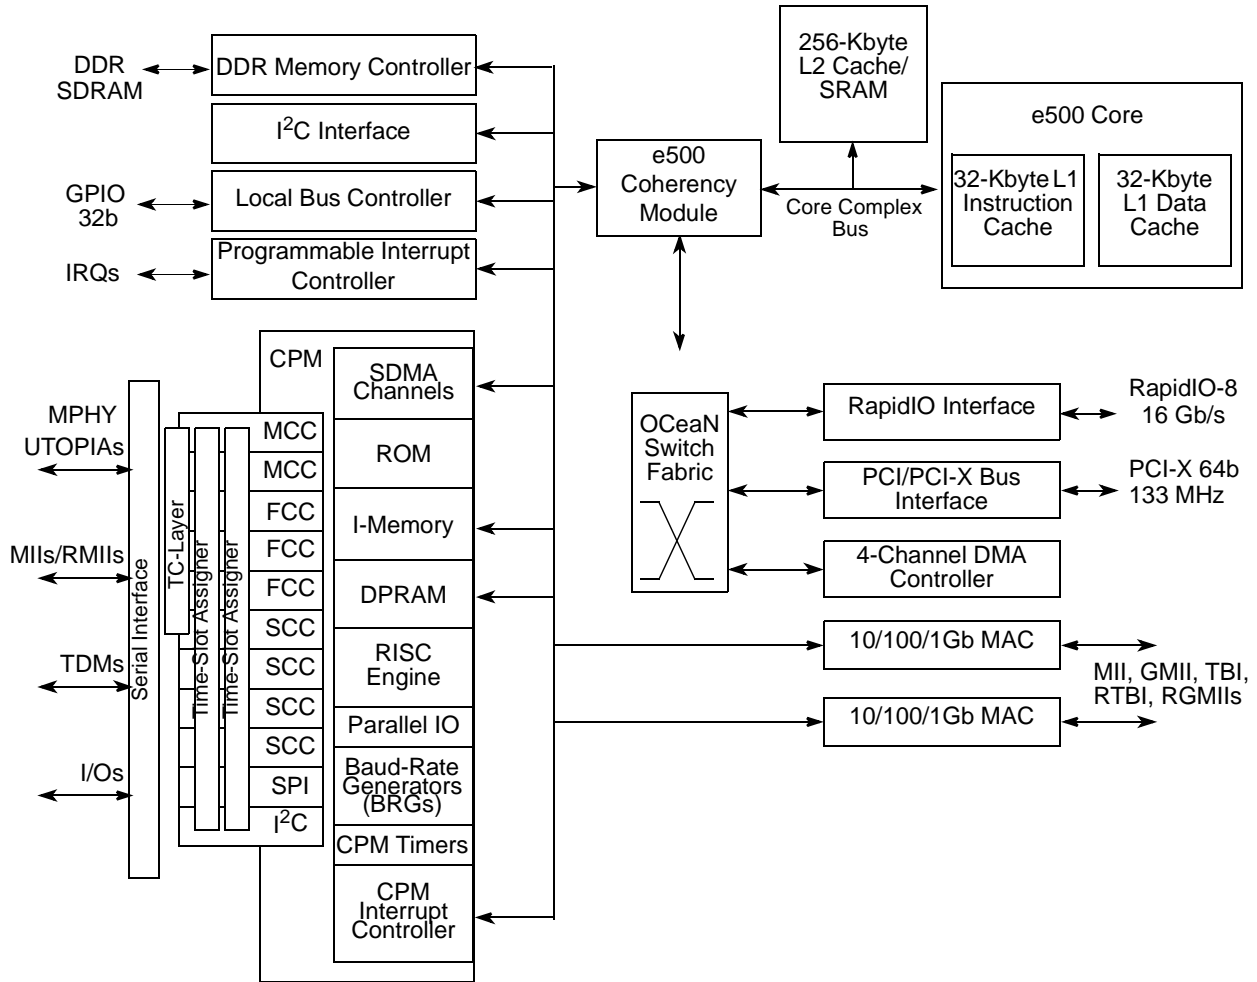 DDR
SDRAM
DDR Memory Controller
I²C Interface
GPIO
32b
Local Bus Controller
IRQs
Programmable Interrupt
Controller
256-Kbyte
L2 Cache/
SRAM
e500
Coherency
Module
Core Complex
Bus
e500 Core
32-Kbyte L1
Instruction
Cache
32-Kbyte
L1 Data
Cache
CPM
MPHY
UTOPIAs
MIIs/RMIIs
TDMs
I/Os
Serial Interface
TC-Layer
Time-Slot Assigner
Time-Slot Assigner
MCC
MCC
FCC
FCC
FCC
SCC
SCC
SCC
SCC
SPI
I²C
SDMA
Channels
ROM
I-Memory
DPRAM
RISC
Engine
Parallel IO
Baud-Rate
Generators
(BRGs)
CPM Timers
CPM
Interrupt
Controller
OCeaN
Switch
Fabric
RapidIO Interface
RapidIO-8
16 Gb/s
PCI/PCI-X Bus
Interface
PCI-X 64b
133 MHz
4-Channel DMA
Controller
10/100/1Gb MAC
10/100/1Gb MAC
MII, GMII, TBI,
RTBI, RGMIIs